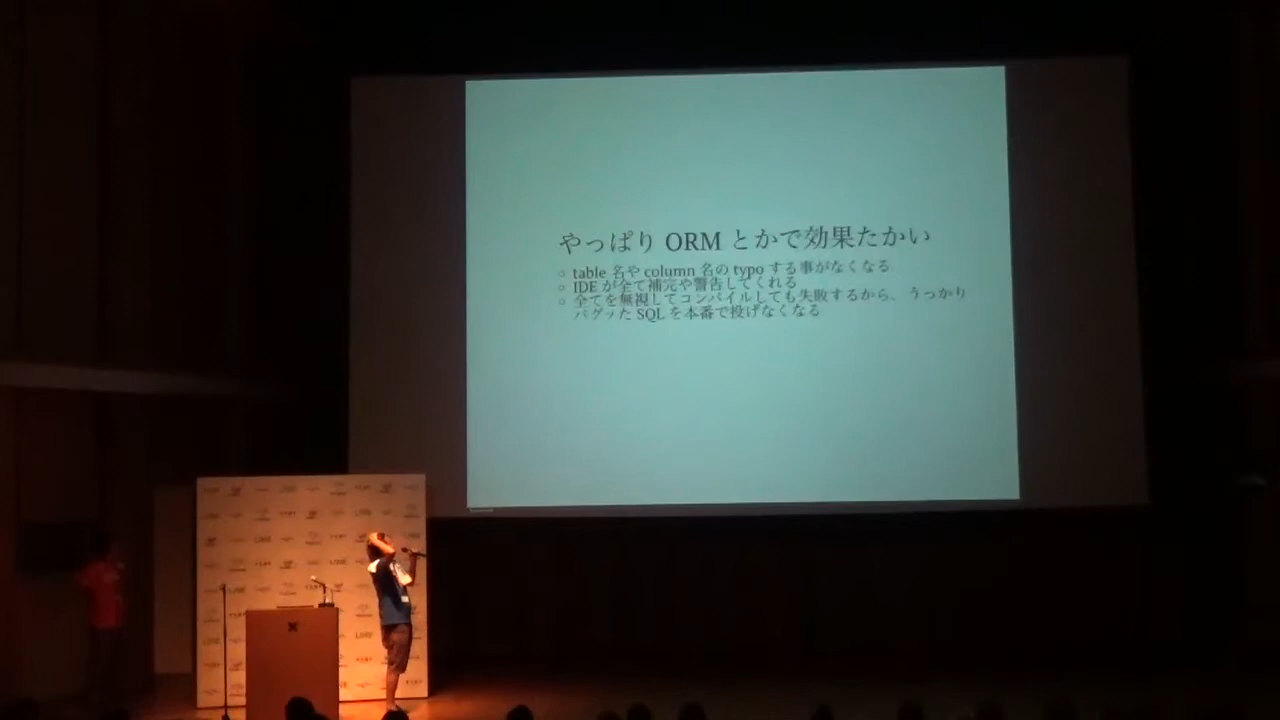 やっぱり ORM とかで効果たかい
○ table 名や column 名の typo する事がなくなる
○ IDE が全て補完や警告してくれる
○ 全てを無視してコンパイルしても失敗するから、うっかり
バグッた SQL を本番で投げなくなる